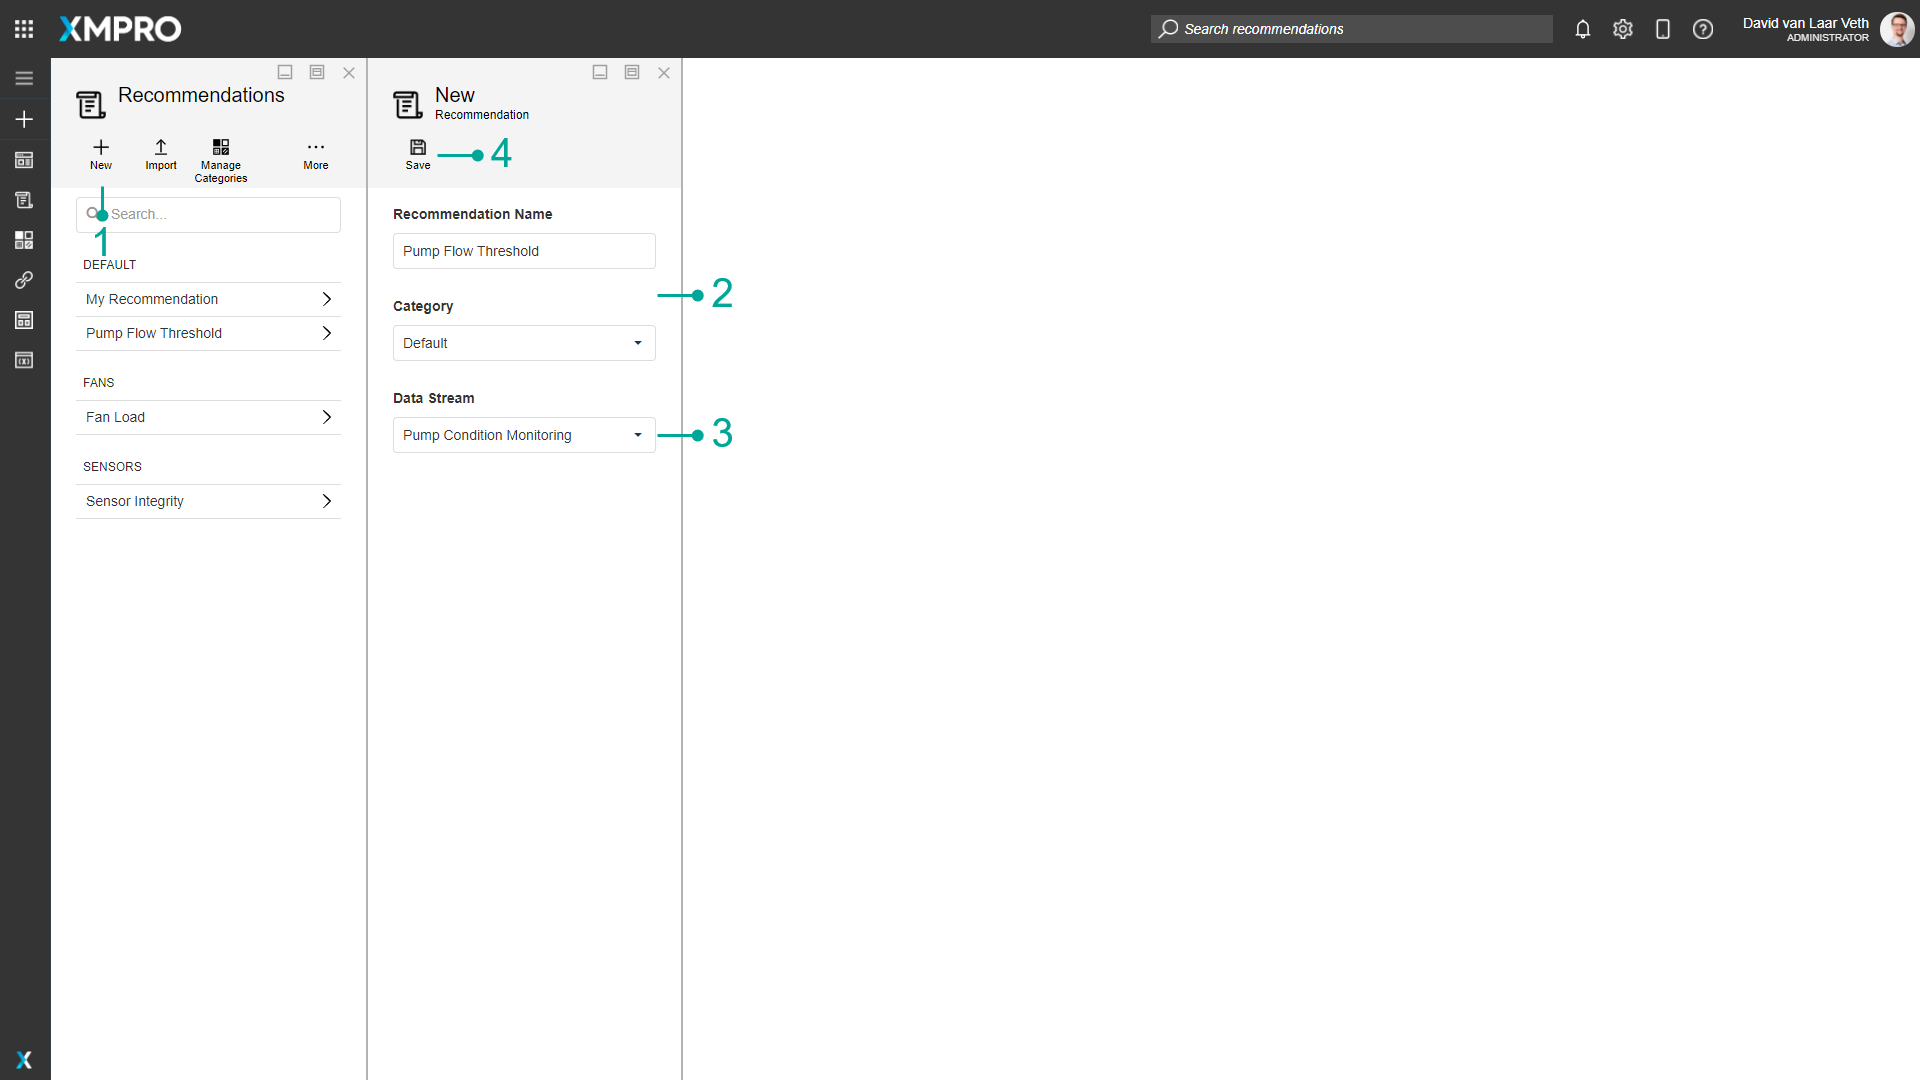 XMPRO
Search recommendations
David van Laar Veth
ADMINISTRATOR
Recommendations
New
Import
Manage
Categories
More
1
Search...
DEFAULT
My Recommendation
Pump Flow Threshold
FANS
Fan Load
SENSORS
Sensor Integrity
New
Recommendation
Save
4
Recommendation Name
Pump Flow Threshold
2
Category
Default
Data Stream
Pump Condition Monitoring
3